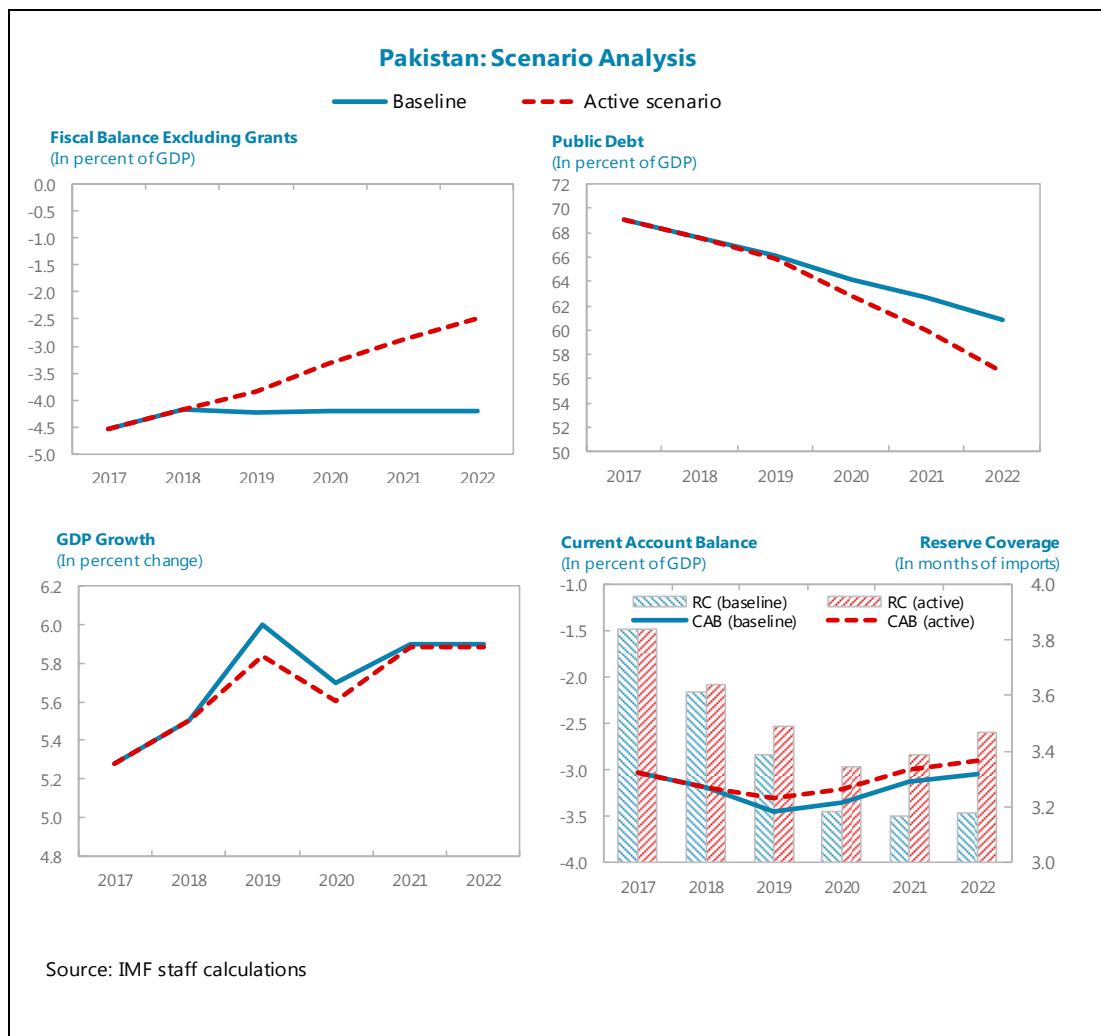 Pakistan: Scenario Analysis
Baseline
Active scenario
Fiscal Balance Excluding Grants
(In percent of GDP)
0.0
-0.5
-1.0
-1.5
-2.0
-2.5
-3.0
-3.5
-4.0
-4.5
-5.0
2017 2018 2019 2020 2021 2022
Public Debt
(In percent of GDP)
72
70
68
66
64
62
60
58
56
54
52
50
2017 2018 2019 2020 2021 2022
GDP Growth
(In percent change)
6.2
6.0
5.8
5.6
5.4
5.2
5.0
4.8
2017 2018 2019 2020 2021 2022
Current Account Balance
(In percent of GDP)
Reserve Coverage
(In months of imports)
RC (baseline)
RC (active)
CAB (baseline)
CAB (active)
-1.0
-1.5
-2.0
-2.5
-3.0
-3.5
-4.0
4.0
3.8
3.6
3.4
3.2
3.0
2017 2018 2019 2020 2021 2022
Source: IMF staff calculations